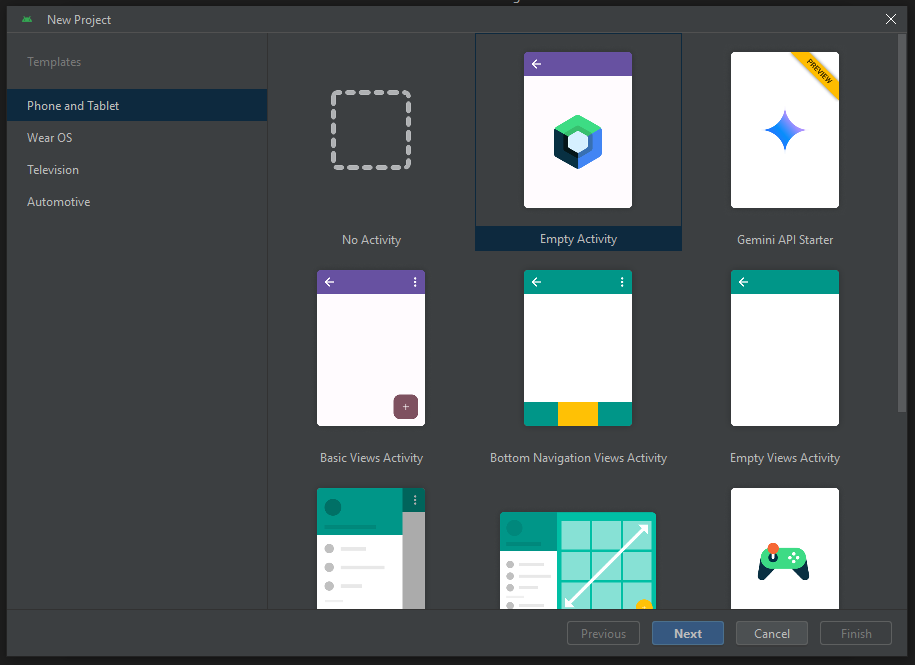 New Project
Templates
Phone and Tablet
Wear OS
Television
Automotive
PREVIEW
No Activity
Empty Activity
Gemini API Starter
Basic Views Activity
Bottom Navigation Views Activity
Empty Views Activity
Previous
Next
Cancel
Finish